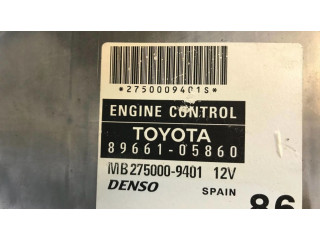 *2750009401S*
ENGINE CONTROL
TOYOTA
89661-05860
MB275000-9401 12V
DENSO SPAIN
86